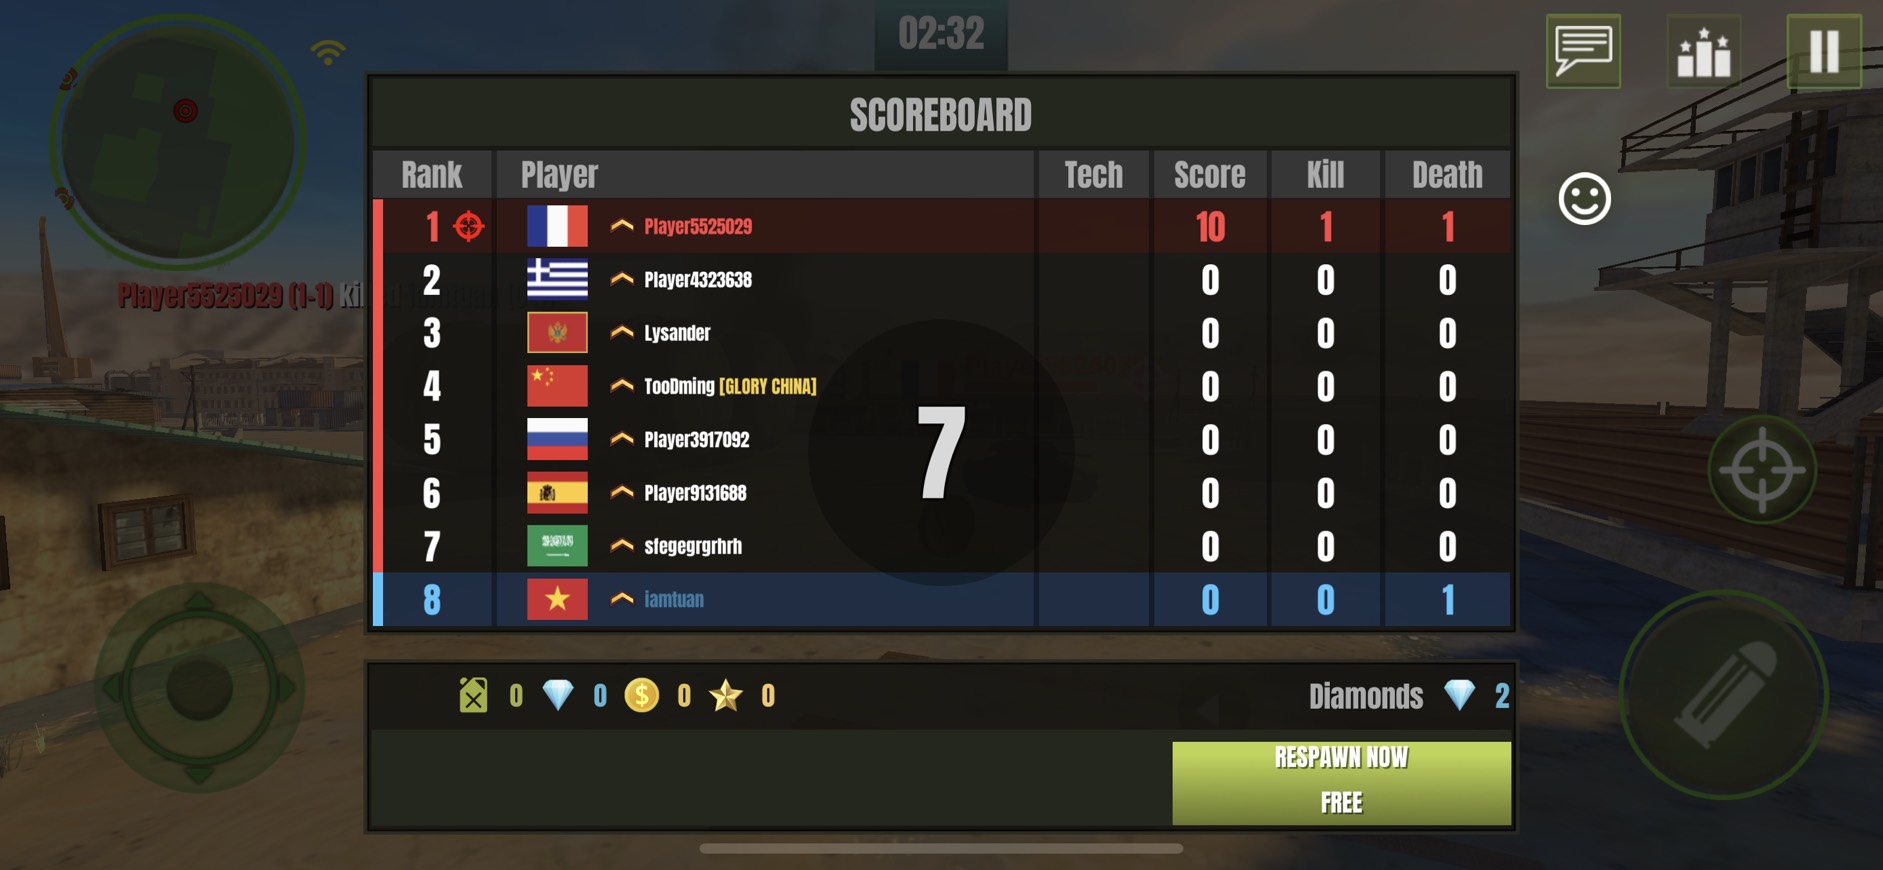 02:32
SCOREBOARD
Rank Player Tech Score Kill Death
1 Player5525029 10 1 1
2 Player4323638 0 0 0
3 Lysander 0 0 0
4 TooDming [GLORY CHINA] 0 0 0
5 Player3917092 0 0 0
6 Player9131688 0 0 0
7 sfegegrgrhrh 0 0 0
8 iamtuan 0 0 1
Player5525029 (1-1)
7
0 0 0 0 Diamonds 2
RESPAWN NOW
FREE